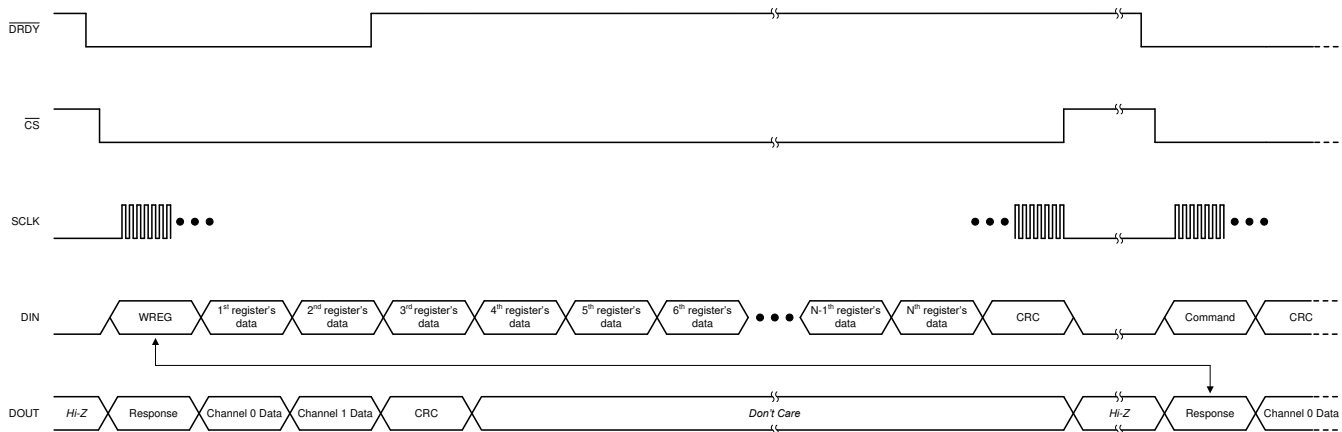 DRDY
CS
SCLK
DIN
WREG
1st register's
data
2nd register's
data
3rd register's
data
4th register's
data
5th register's
data
6th register's
data
N-1th register's
data
Nth register's
data
CRC
Command
CRC
DOUT
Hi-Z
Response
Channel 0 Data
Channel 1 Data
CRC
Don't Care
Hi-Z
Response
Channel 0 Data